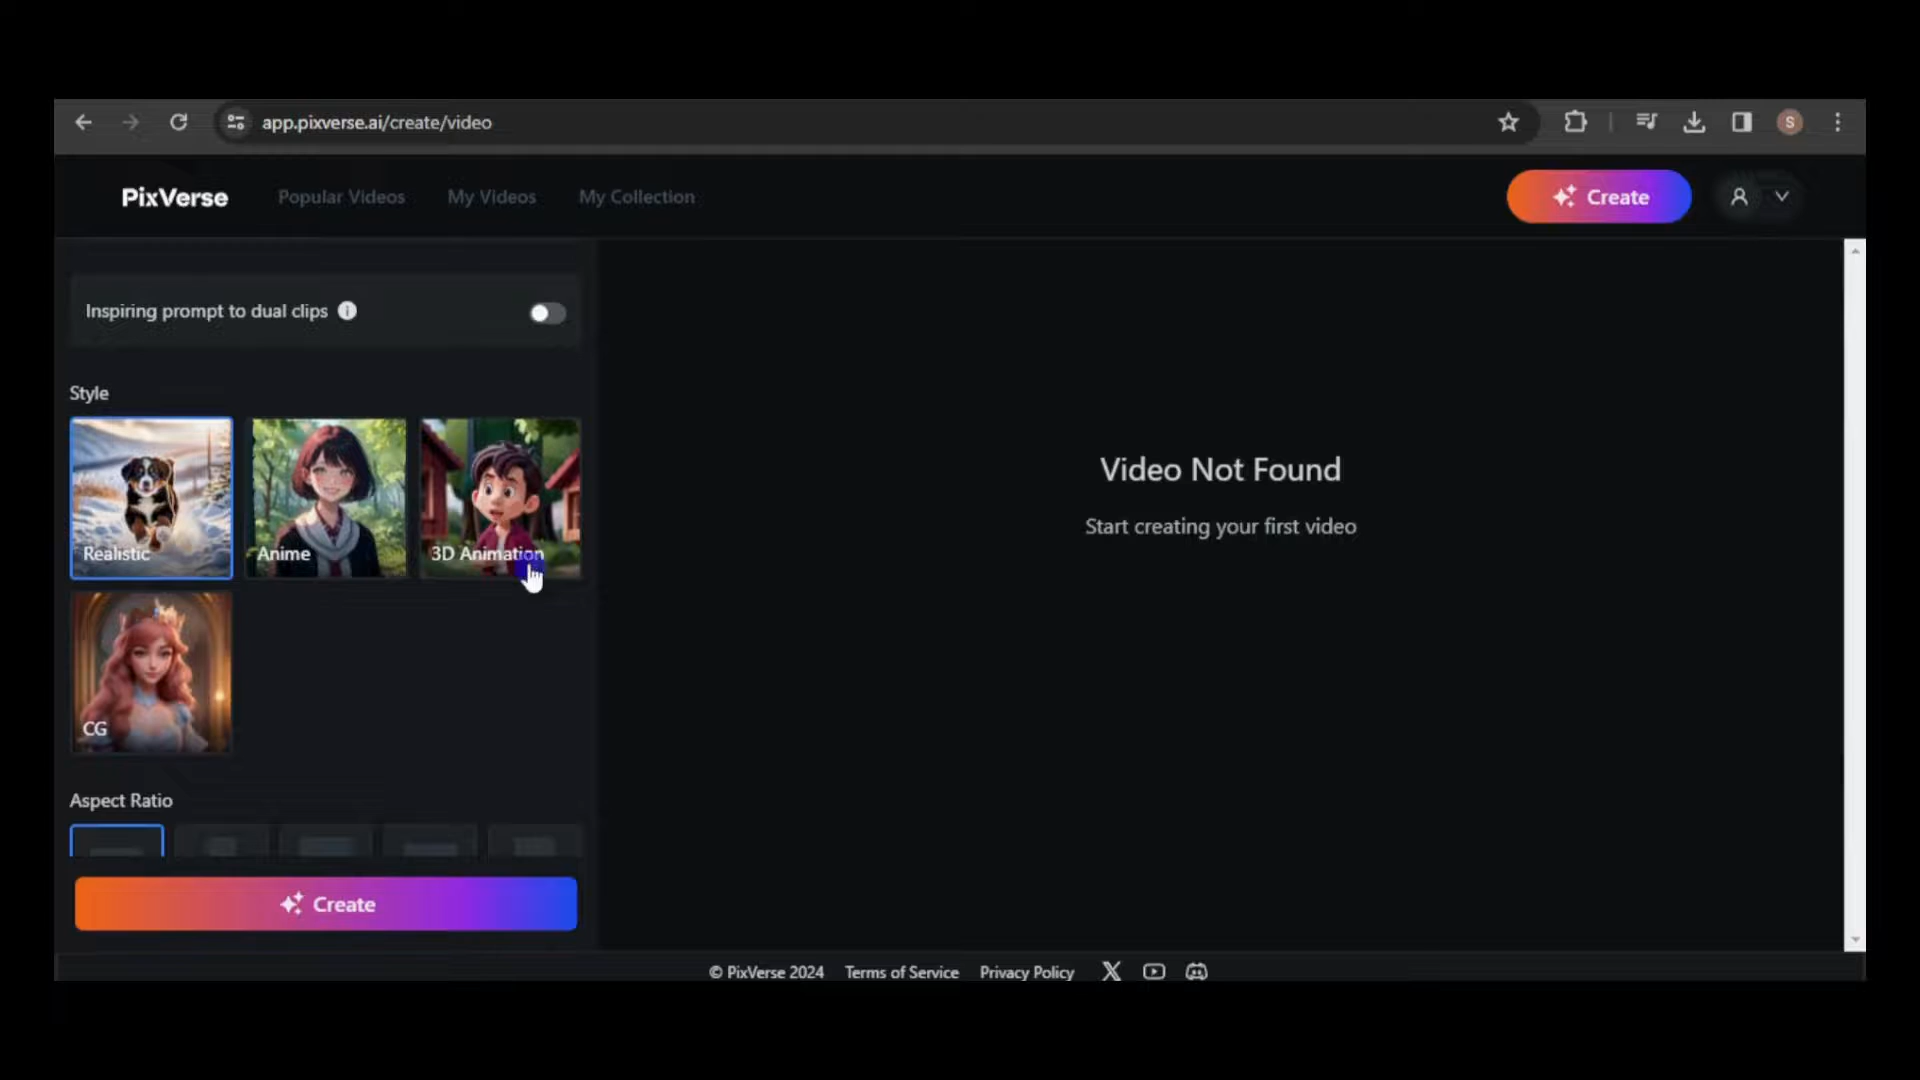 app.pixverse.ai/create/video
S
PixVerse
Popular Videos
My Videos
My Collection
Create
Inspiring prompt to dual clips
Style
Realistic
Anime
3D Animation
CG
Aspect Ratio
Create
Video Not Found
Start creating your first video
© PixVerse 2024 Terms of Service Privacy Policy